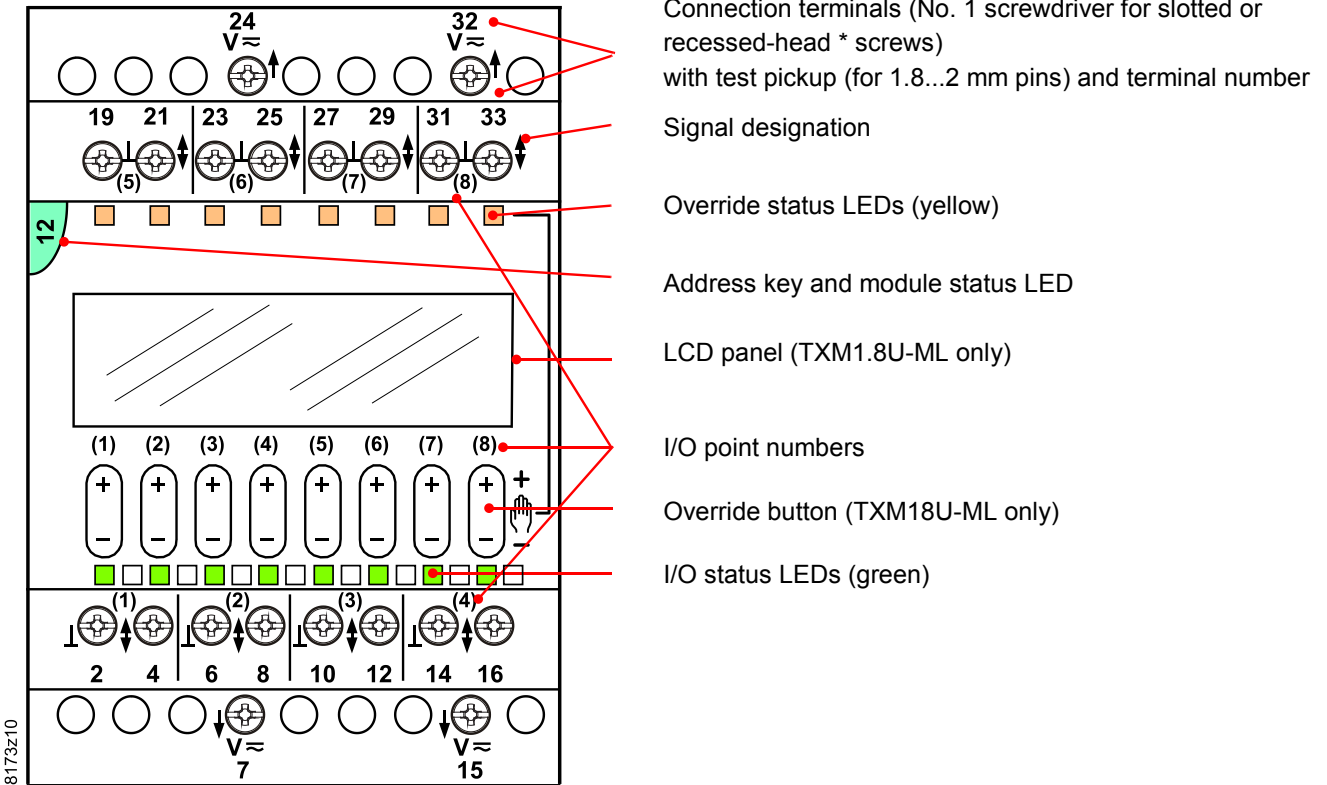 Connection terminals (No. 1 screwdriver for slotted or
recessed-head * screws)
with test pickup (for 1.8...2 mm pins) and terminal number
Signal designation
Override status LEDs (yellow)
Address key and module status LED
LCD panel (TXM1.8U-ML only)
I/O point numbers
Override button (TXM18U-ML only)
I/O status LEDs (green)
24 32
V≂ V≂
19 21 23 25 27 29 31 33
(5) (6) (7) (8)
12
(1) (2) (3) (4) (5) (6) (7) (8)
+ + + + + + + + +
– – – – – – – – –
(1) (2) (3) (4)
2 4 6 8 10 12 14 16
V≂ V≂
7 15
8173z10